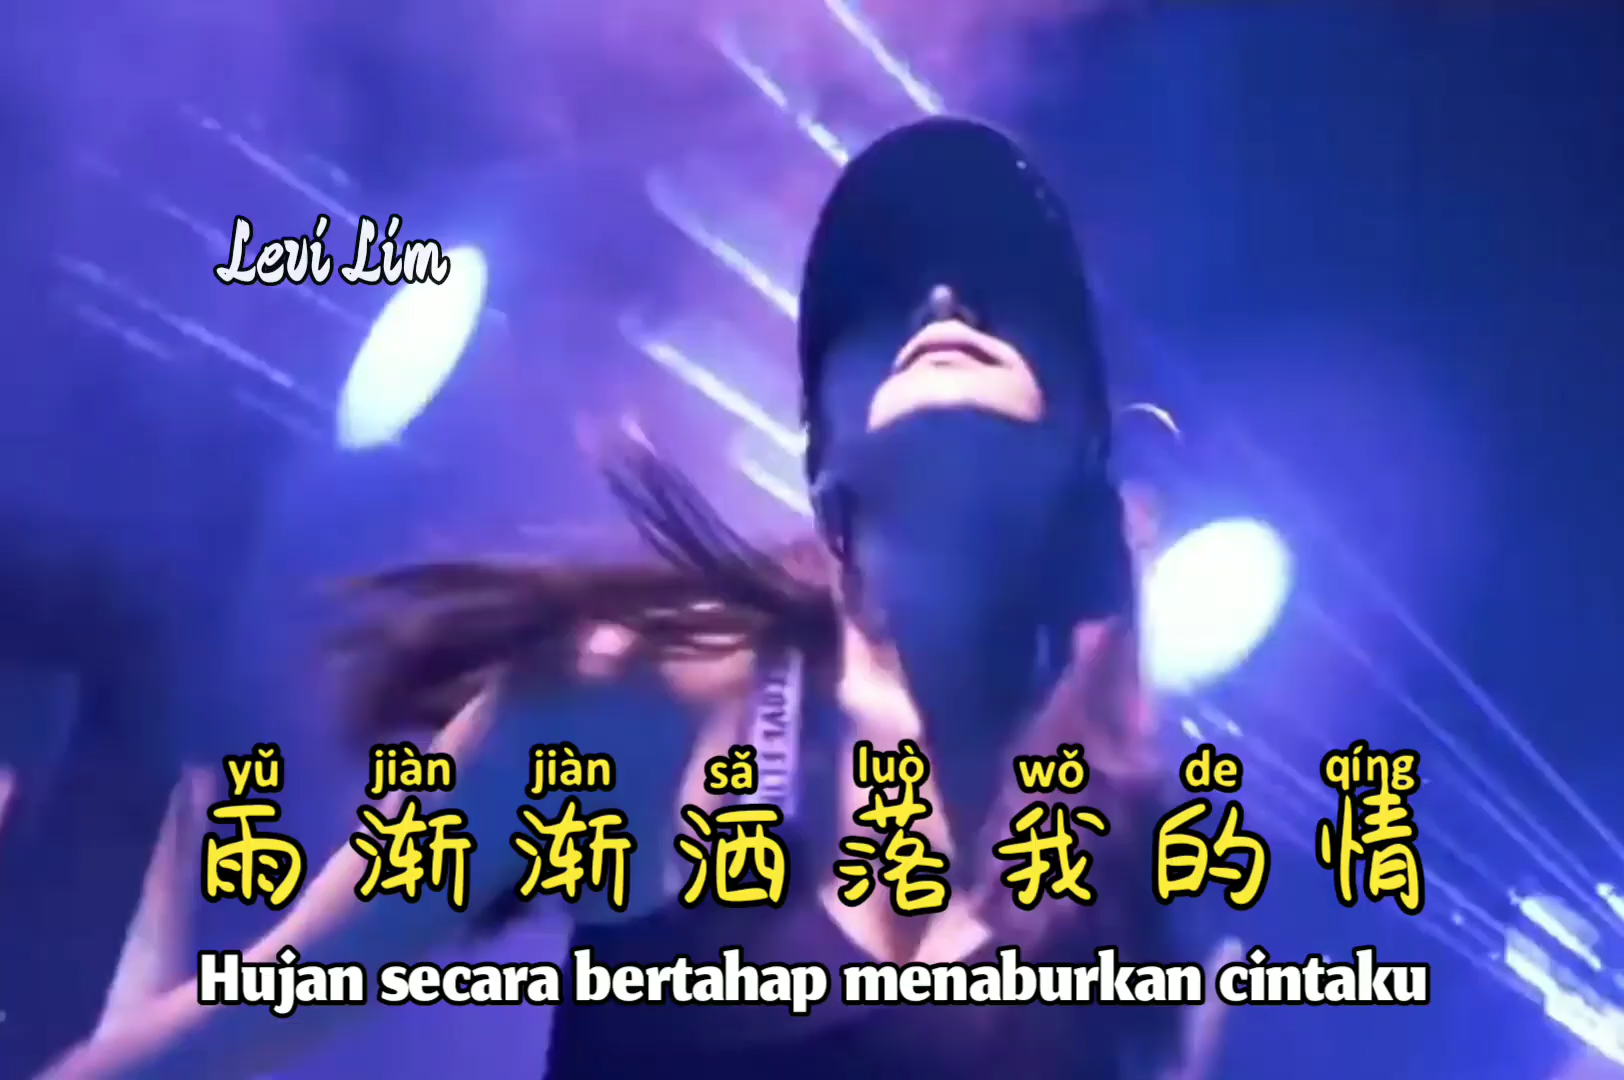 Levi Lim
yǔ jiàn jiàn sǎ luò wǒ de qíng
雨渐渐洒落我的情
Hujan secara bertahap menaburkan cintaku